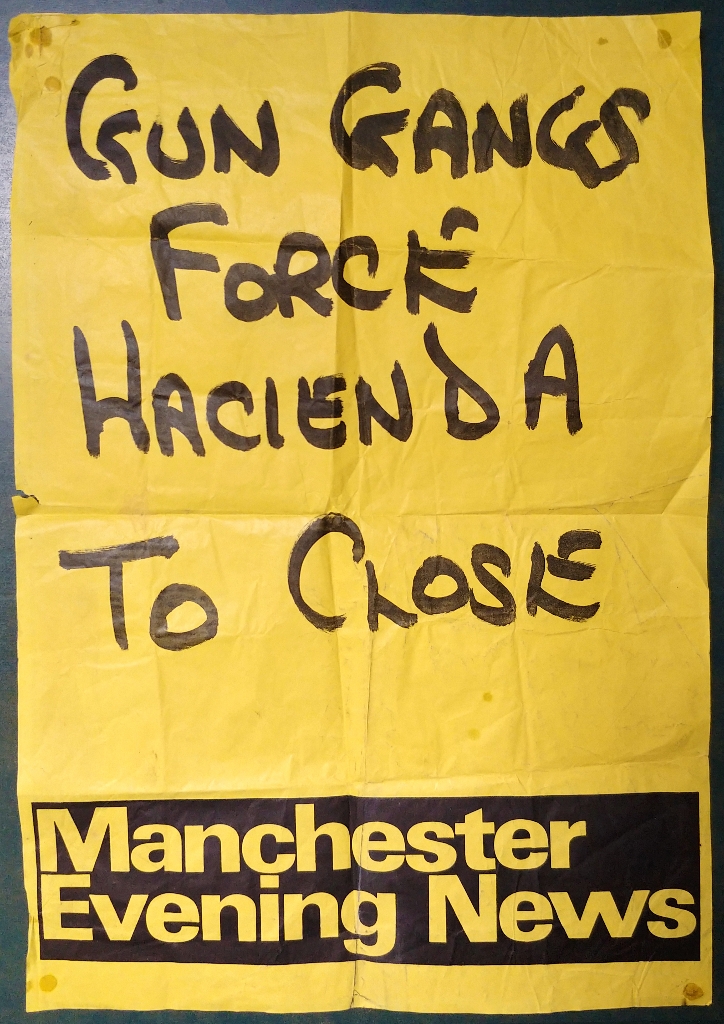 GUN GANGS
FORCE
HACIENDA
TO CLOSE
Manchester
Evening News